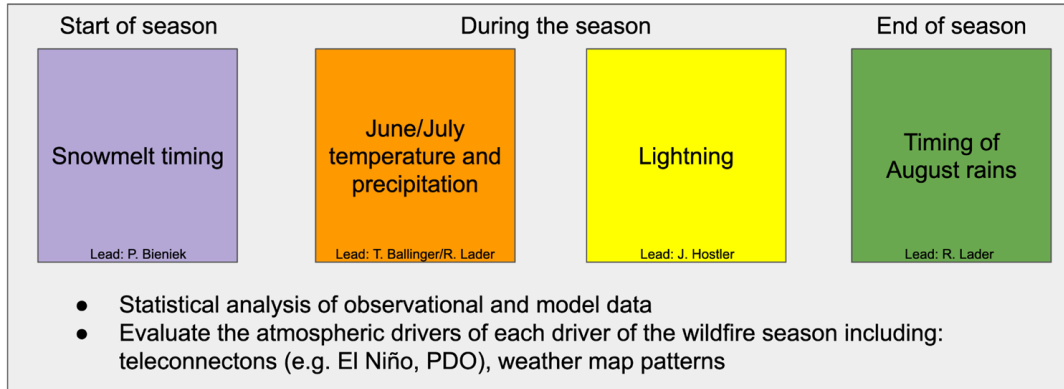 Start of season
During the season
End of season
Snowmelt timing
Lead: P. Bieniek
June/July
temperature and
precipitation
Lead: T. Ballinger/R. Lader
Lightning
Lead: J. Hostler
Timing of
August rains
Lead: R. Lader
● Statistical analysis of observational and model data
● Evaluate the atmospheric drivers of each driver of the wildfire season including:
teleconnectons (e.g. El Niño, PDO), weather map patterns